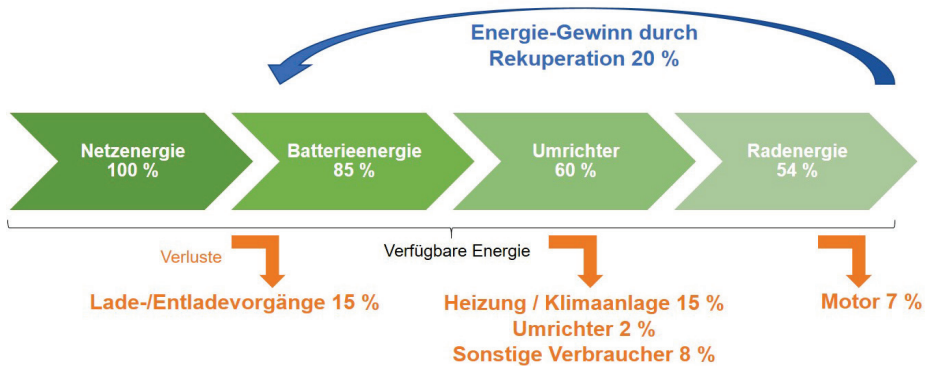 Energie-Gewinn durch
Rekuperation 20 %
Netzenergie
100 %
Batterieenergie
85 %
Umrichter
60 %
Radenergie
54 %
Verluste
Verfügbare Energie
Lade-/Entladevorgänge 15 %
Heizung / Klimaanlage 15 %
Umrichter 2 %
Sonstige Verbraucher 8 %
Motor 7 %